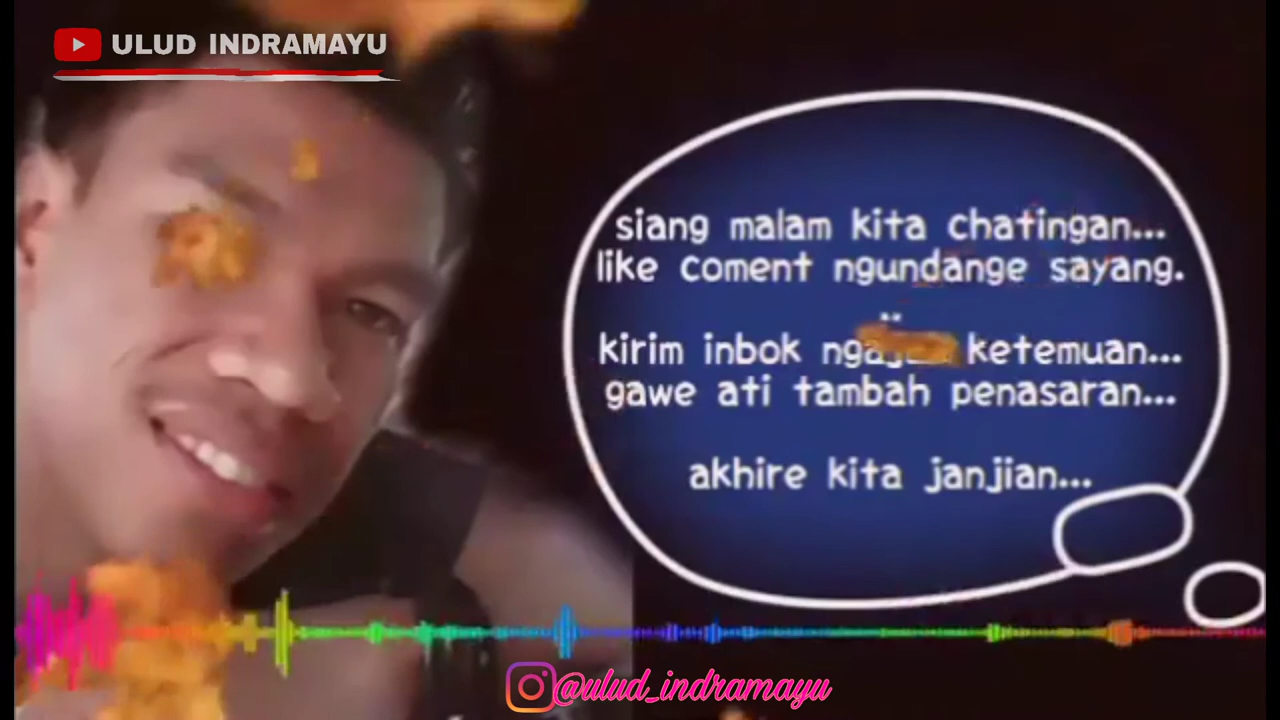 ULUD INDRAMAYU
siang malam kita chatingan...
like coment ngundange sayang.
..
kirim inbok ketemuan...
gawe ati tambah penasaran...
akhire kita janjian...
@ulud_indramayu